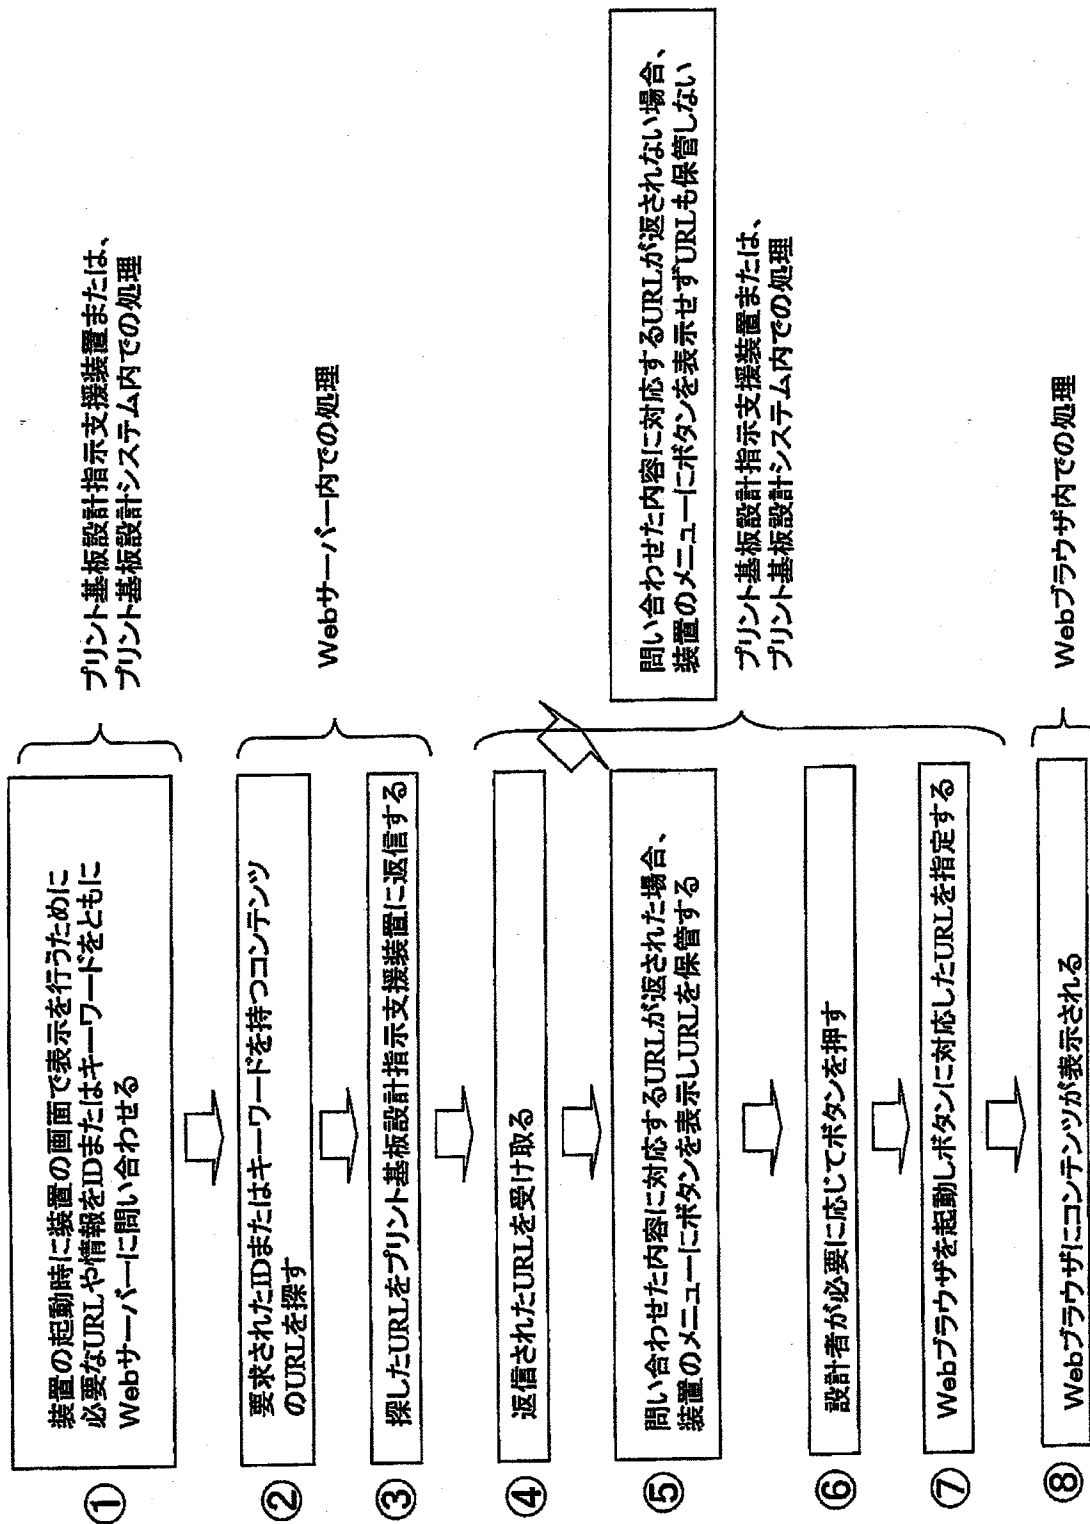 ①
装置の起動時に装置の画面で表示を行うために
必要なURLや情報をIDまたはキーワードをともに
Webサーバーに問い合わせる
プリント基板設計指示支援装置または、
プリント基板設計システム内での処理
②
要求されたIDまたはキーワードを持つコンテンツ
のURLを探す
③
探したURLをプリント基板設計指示支援装置に返信する
Webサーバー内での処理
④
返信されたURLを受け取る
⑤
問い合わせた内容に対応するURLが返された場合、
装置のメニューにボタンを表示しURLを保管する
問い合わせた内容に対応するURLが返されない場合、
装置のメニューにボタンを表示せずURLも保管しない
⑥
設計者が必要に応じてボタンを押す
⑦
Webブラウザを起動しボタンに対応したURLを指定する
プリント基板設計指示支援装置または、
プリント基板設計システム内での処理
⑧
Webブラウザにコンテンツが表示される
Webブラウザ内での処理